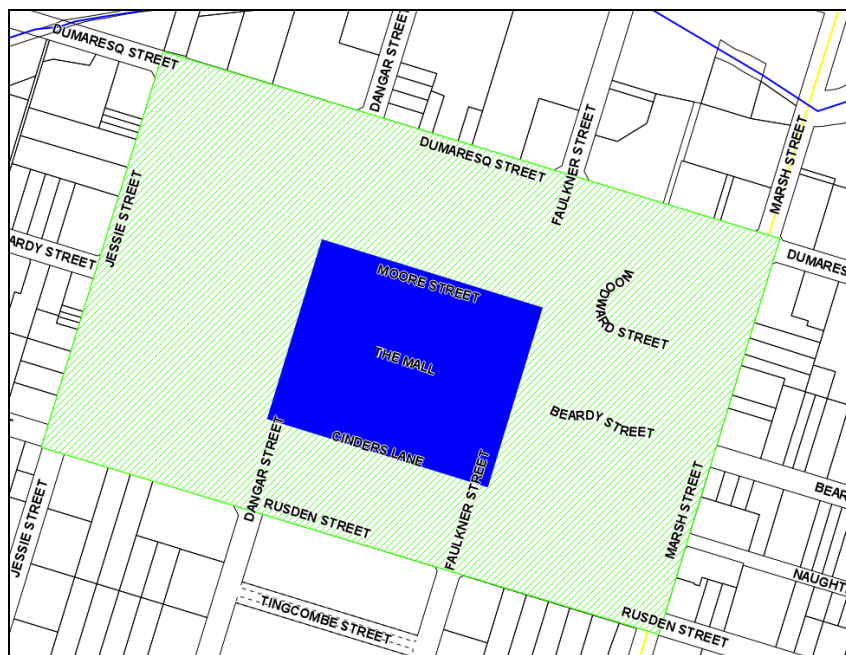 DUMARESQ STREET
DANGAR STREET
DUMARESQ STREET
FAULKNER STREET
MARSH STREET
JESSIE STREET
ARDY STREET
DUMARES
MOORE STREET
WOODWARD STREET
THE MALL
BEARDY STREET
CINDERS LANE
DANGAR STREET
FAULKNER STREET
MARSH STREET
BEAR
JESSIE STREET
RUSDEN STREET
NAUGHT
TINGCOMBE STREET
RUSDEN STREET